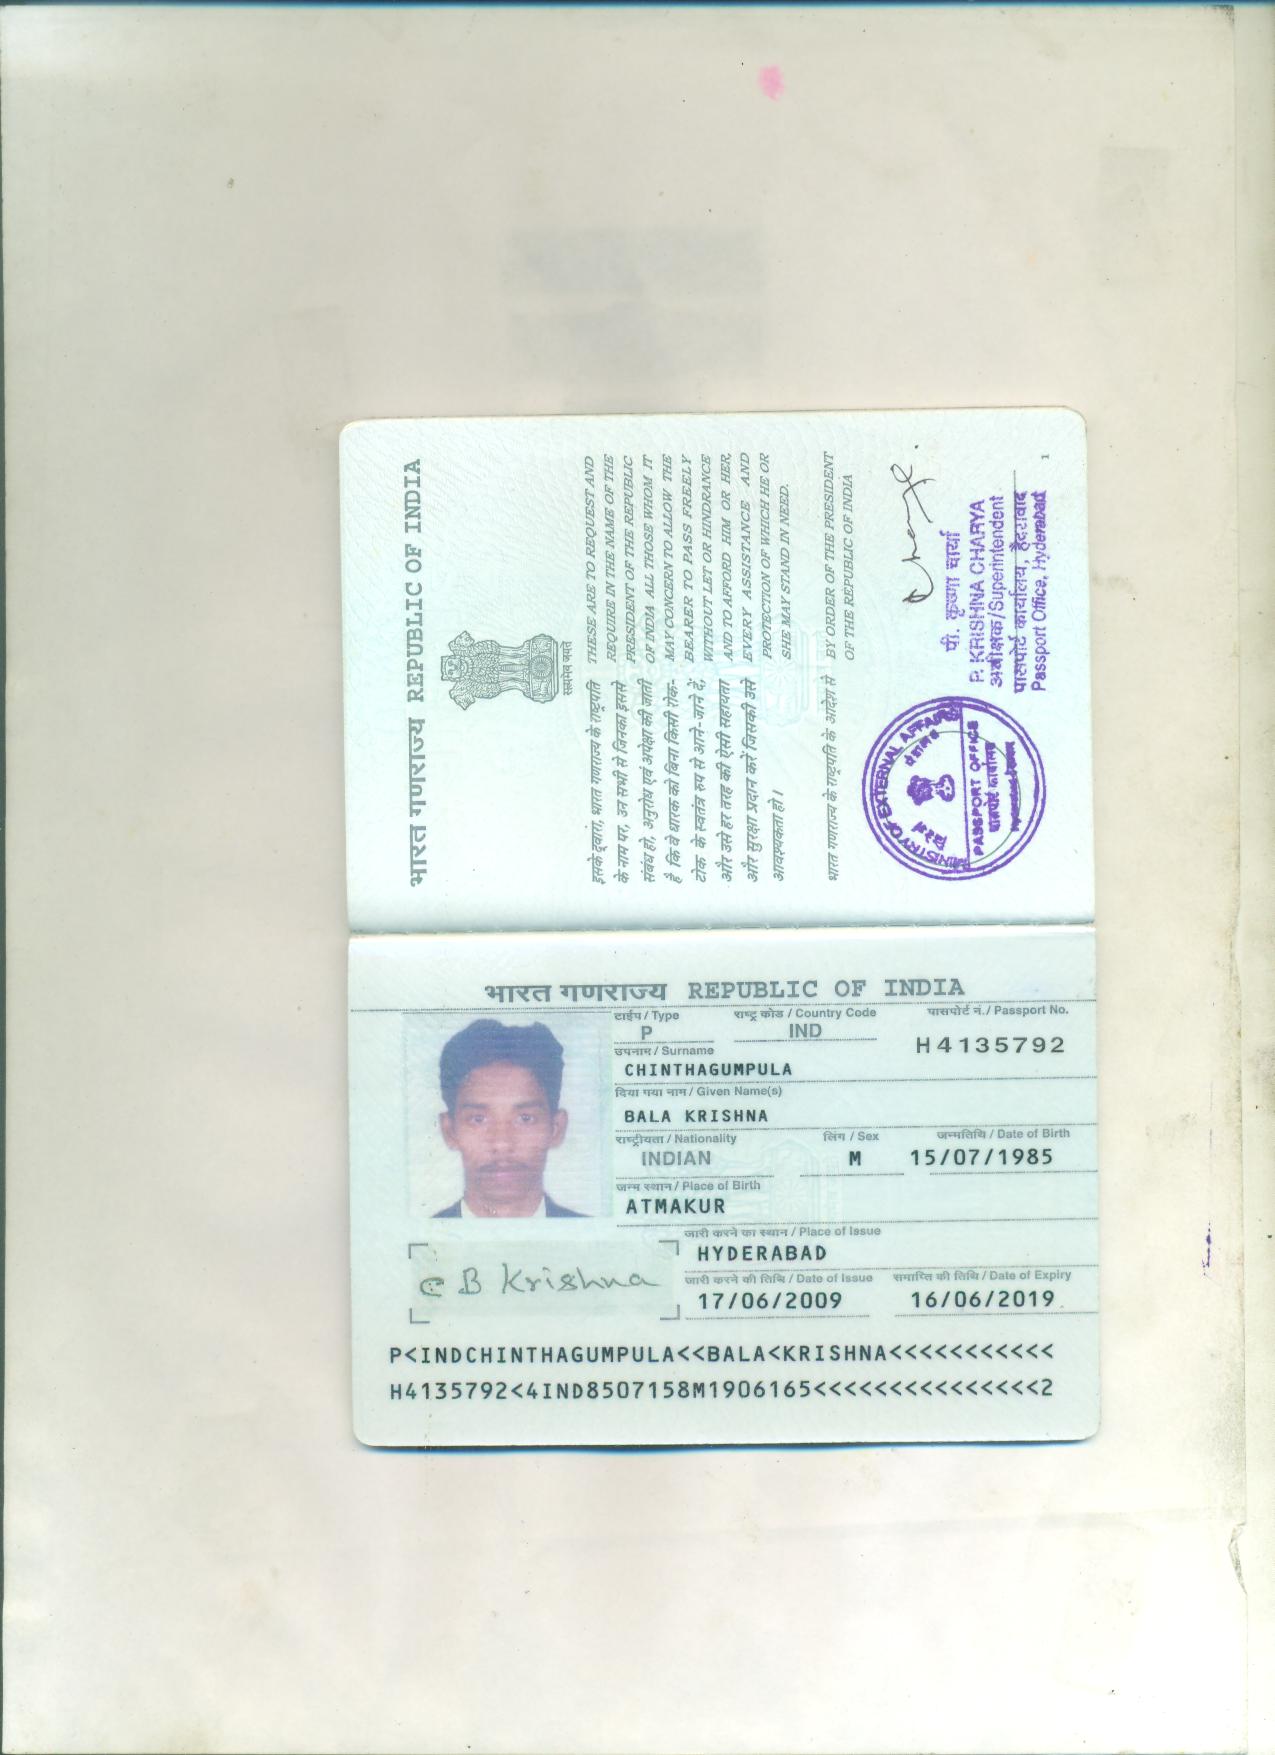 भारत गणराज्य REPUBLIC OF INDIA
सत्यमेव जयते
इसके द्वारा, भारत गणराज्य के राष्ट्रपति
के नाम पर, उन सभी से जिनका इससे
संबंध हो, अनुरोध एवं अपेक्षा की जाती
है कि वे धारक को बिना किसी रोक-
टोक के स्वतंत्र रुप से आने-जाने दें,
और उसे हर तरह की ऐसी सहायता
और सुरक्षा प्रदान करें जिसकी उसे
आवश्यकता हो ।
THESE ARE TO REQUEST AND
REQUIRE IN THE NAME OF THE
PRESIDENT OF THE REPUBLIC
OF INDIA ALL THOSE WHOM IT
MAY CONCERN TO ALLOW THE
BEARER TO PASS FREELY
WITHOUT LET OR HINDRANCE
AND TO AFFORD HIM OR HER,
EVERY ASSISTANCE AND
PROTECTION OF WHICH HE OR
SHE MAY STAND IN NEED.
भारत गणराज्य के राष्ट्रपति के आदेश से
BY ORDER OF THE PRESIDENT
OF THE REPUBLIC OF INDIA
MINISTRY OF EXTERNAL AFFAIRS
PASSPORT OFFICE
पासपोर्ट कार्यालय
पी. कृष्णा चार्या
P. KRISHNA CHARYA
अधीक्षक/Superintendent
पासपोर्ट कार्यालय, हैदराबाद
Passport Office, Hyderabad
1
भारत गणराज्य REPUBLIC OF INDIA
टाईप / Type राष्ट्र कोड / Country Code पासपोर्ट नं. / Passport No.
P IND H4135792
उपनाम / Surname
CHINTHAGUMPULA
दिया गया नाम / Given Name(s)
BALA KRISHNA
राष्ट्रीयता / Nationality लिंग / Sex जन्मतिथि / Date of Birth
INDIAN M 15/07/1985
जन्म स्थान / Place of Birth
ATMAKUR
जारी करने का स्थान / Place of Issue
HYDERABAD
जारी करने की तिथि / Date of Issue समाप्ति की तिथि / Date of Expiry
17/06/2009 16/06/2019
C B Krishna
P<INDCHINTHAGUMPULA<<BALA<KRISHNA<<<<<<<<<<<
H4135792<4IND8507158M1906165<<<<<<<<<<<<<<<2